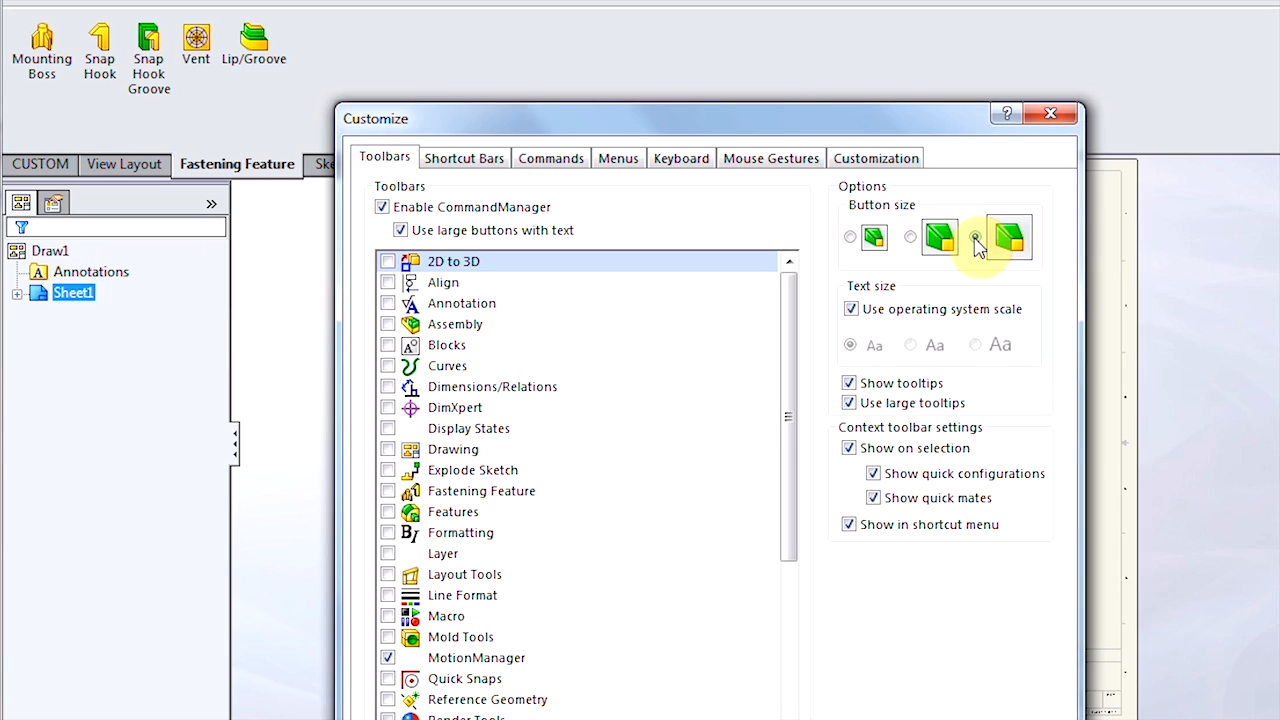 Mounting Boss
Snap Hook
Snap Hook Groove
Vent
Lip/Groove
CUSTOM
View Layout
Fastening Feature
Ske
Draw1
Annotations
Sheet1
Customize
?
Toolbars
Shortcut Bars
Commands
Menus
Keyboard
Mouse Gestures
Customization
Toolbars
Enable CommandManager
Use large buttons with text
2D to 3D
Align
Annotation
Assembly
Blocks
Curves
Dimensions/Relations
DimXpert
Display States
Drawing
Explode Sketch
Fastening Feature
Features
Formatting
Layer
Layout Tools
Line Format
Macro
Mold Tools
MotionManager
Quick Snaps
Reference Geometry
Render Tools
Options
Button size
Text size
Use operating system scale
Aa Aa Aa
Show tooltips
Use large tooltips
Context toolbar settings
Show on selection
Show quick configurations
Show quick mates
Show in shortcut menu